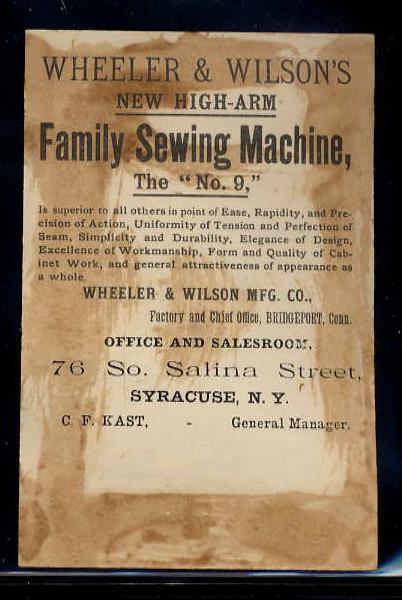 WHEELER & WILSON'S
NEW HIGH-ARM
Family Sewing Machine,
The "No. 9,"
Is superior to all others in point of Ease, Rapidity, and Pre-
cision of Action, Uniformity of Tension and Perfection of
Seam, Simplicity and Durability, Elegance of Design,
Excellence of Workmanship, Form and Quality of Cab-
inet Work, and general attractiveness of appearance as
a whole.
WHEELER & WILSON MFG. CO.,
Factory and Chief Office, BRIDGEPORT, Conn.
OFFICE AND SALESROOM,
76 So. Salina Street,
SYRACUSE, N. Y.
C. F. KAST, - General Manager.